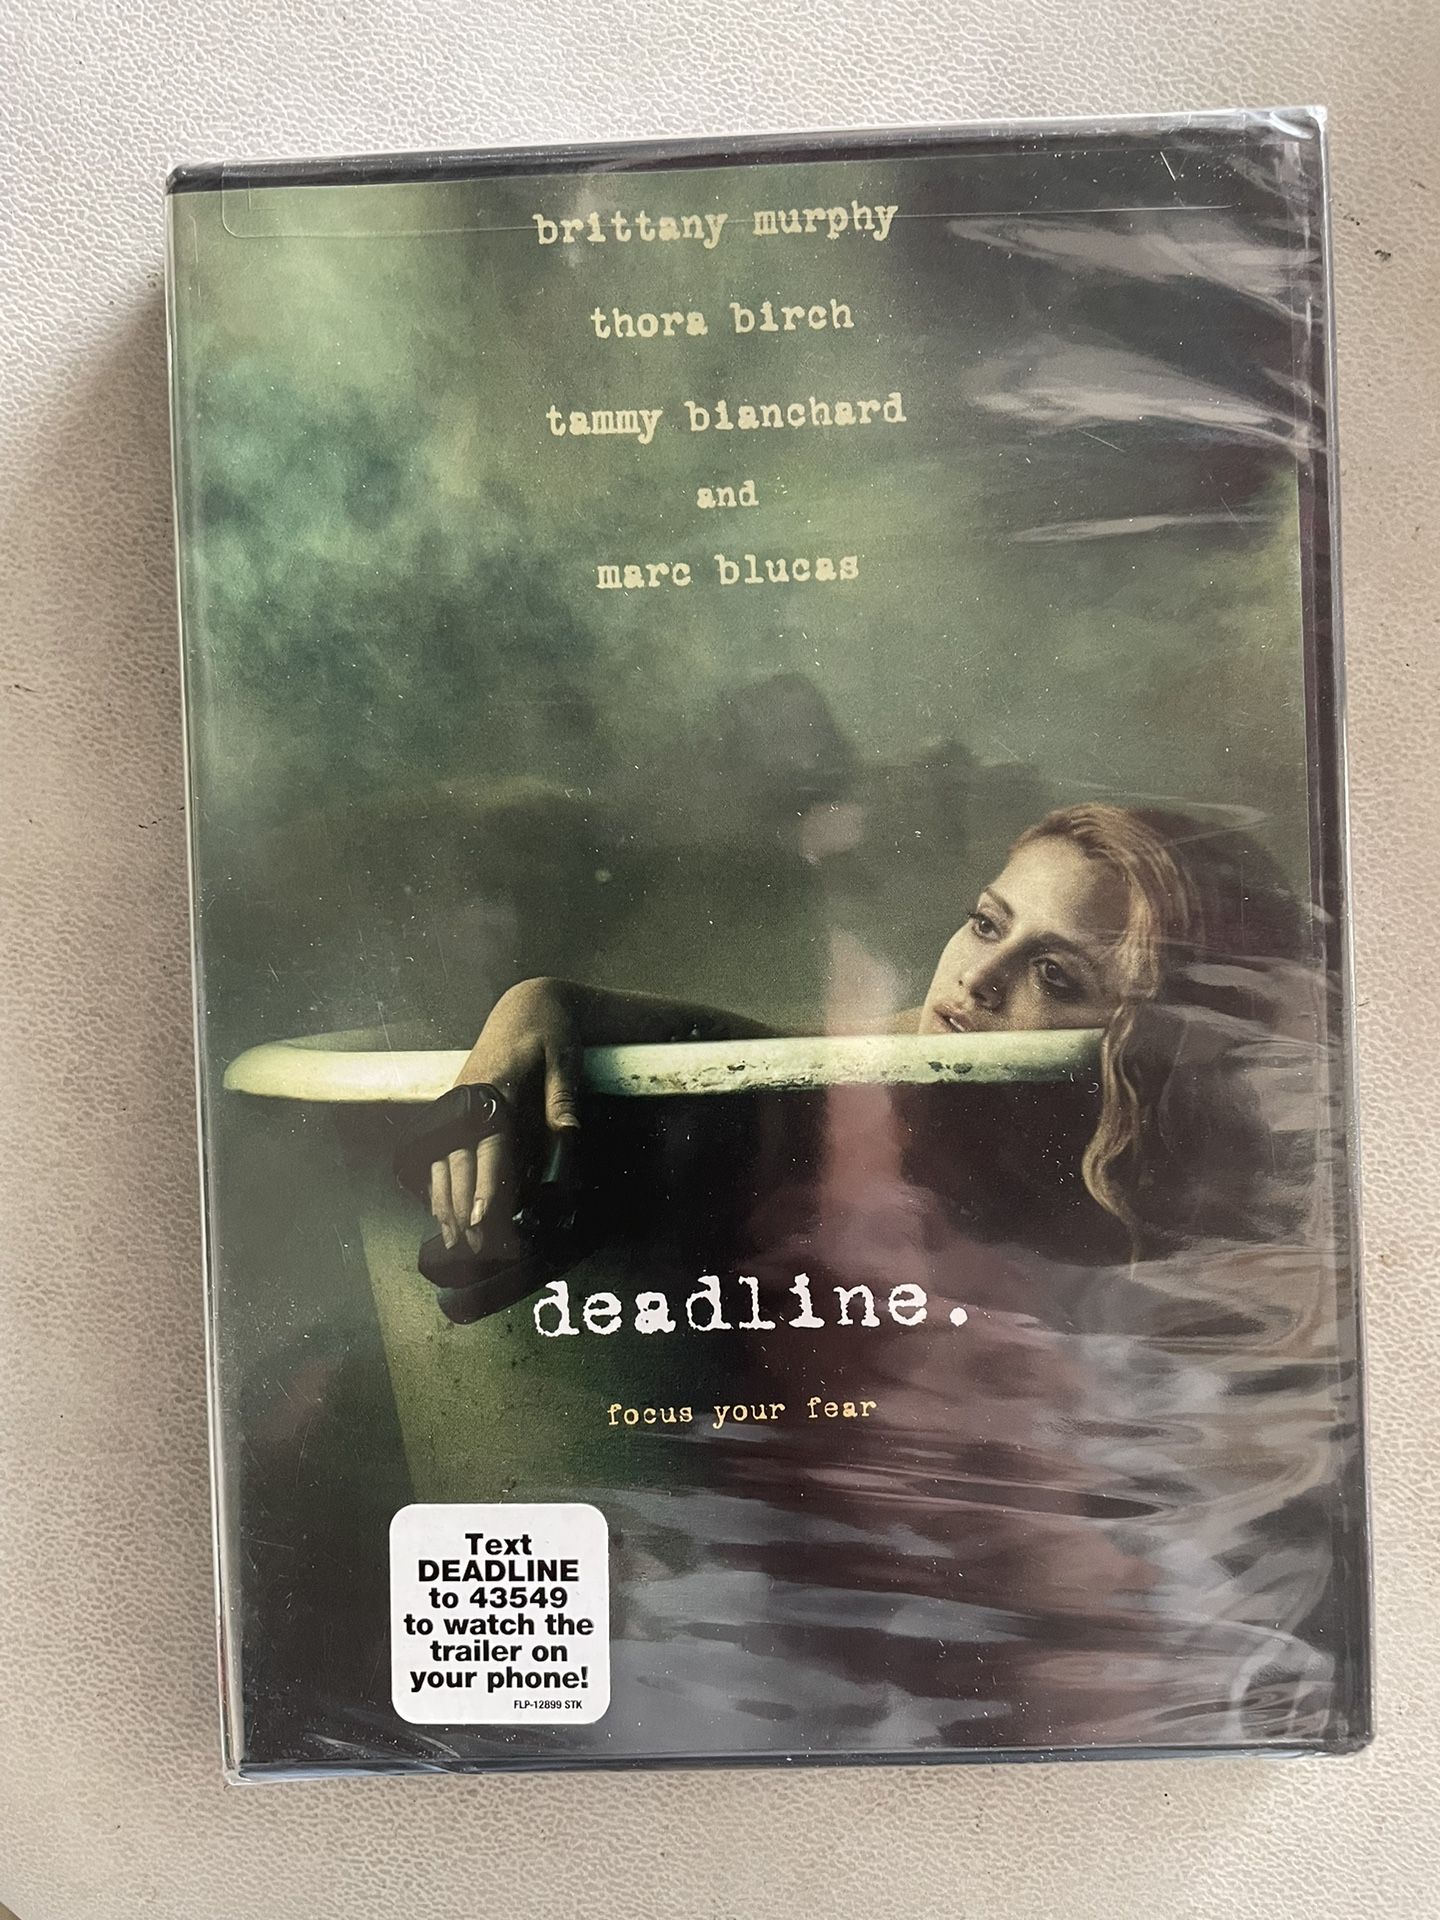 brittany murphy
thora birch
tammy blanchard
and
marc blucas
deadline.
focus your fear
Text
DEADLINE
to 43549
to watch the
trailer on
your phone!
FLP-12899 STK